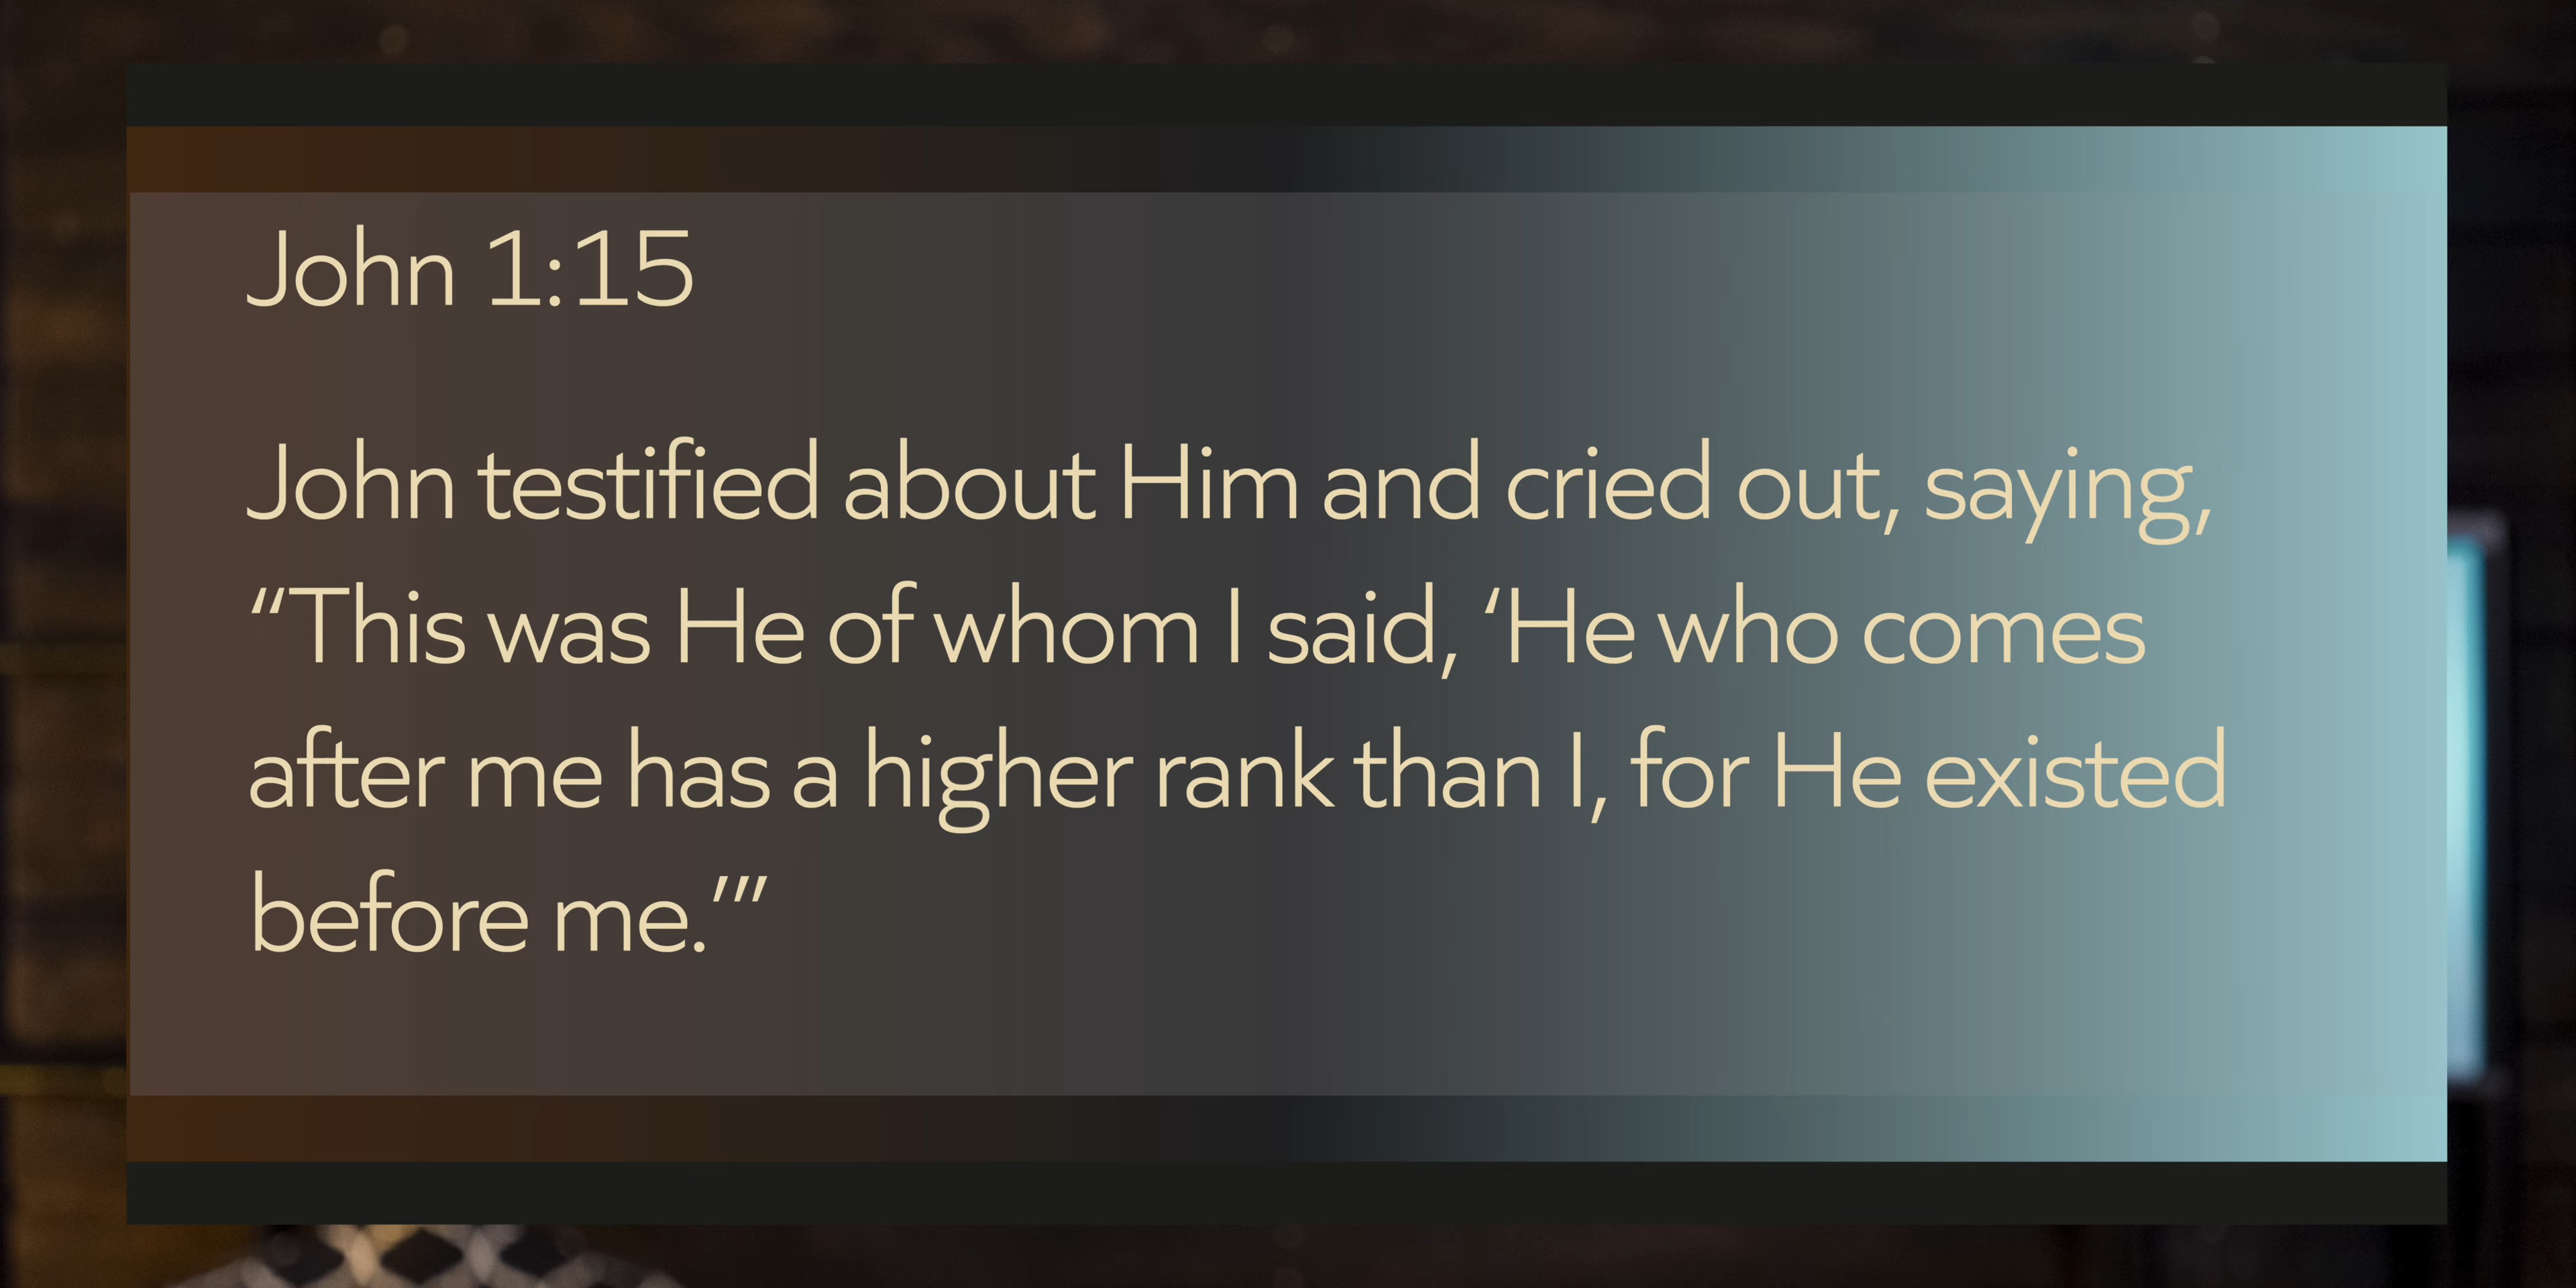 John 1:15
John testified about Him and cried out, saying,
“This was He of whom I said, ‘He who comes
after me has a higher rank than I, for He existed
before me.’”